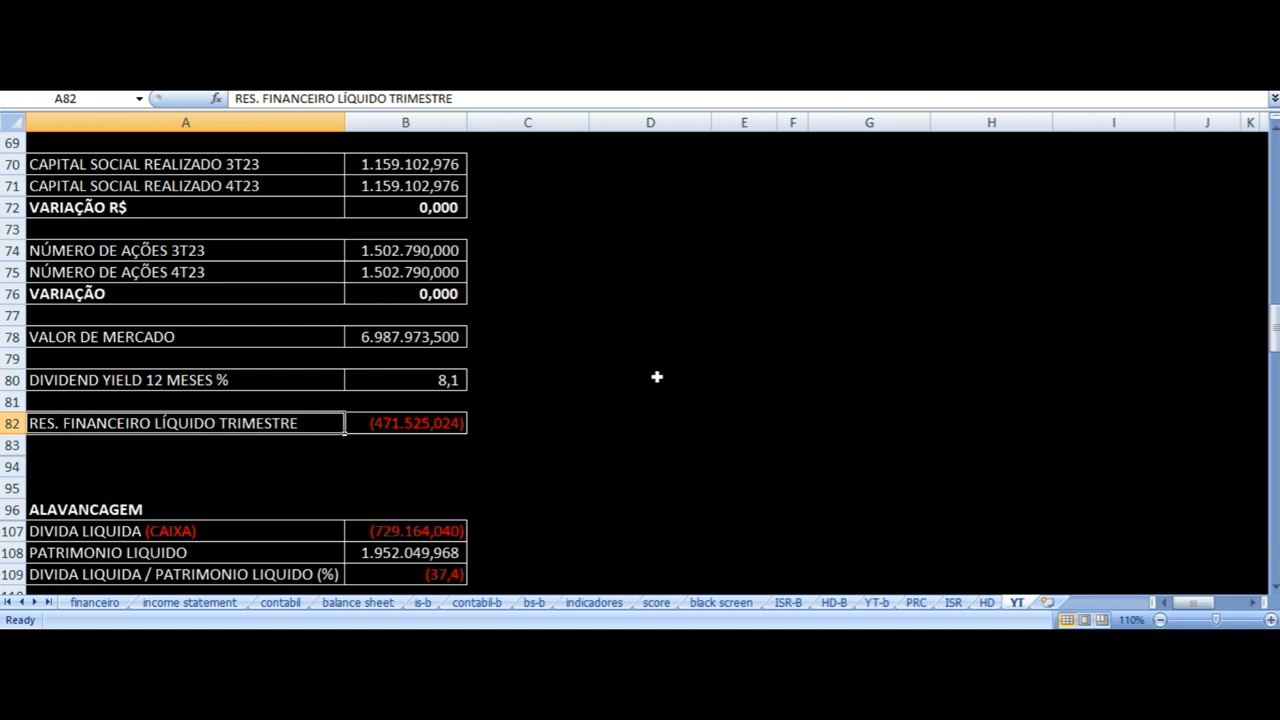 A82 fx RES. FINANCEIRO LÍQUIDO TRIMESTRE
A B C D E F G H I J K
69
70 CAPITAL SOCIAL REALIZADO 3T23 1.159.102,976
71 CAPITAL SOCIAL REALIZADO 4T23 1.159.102,976
72 VARIAÇÃO R$ 0,000
73
74 NÚMERO DE AÇÕES 3T23 1.502.790,000
75 NÚMERO DE AÇÕES 4T23 1.502.790,000
76 VARIAÇÃO 0,000
77
78 VALOR DE MERCADO 6.987.973,500
79
80 DIVIDEND YIELD 12 MESES % 8,1
81
82 RES. FINANCEIRO LÍQUIDO TRIMESTRE (471.525,024)
83
94
95
96 ALAVANCAGEM
107 DIVIDA LIQUIDA (CAIXA) (729.164,040)
108 PATRIMONIO LIQUIDO 1.952.049,968
109 DIVIDA LIQUIDA / PATRIMONIO LIQUIDO (%) (37,4)
financeiro income statement contabil balance sheet is-b contabil-b bs-b indicadores score black screen ISR-B HD-B YT-b PRC ISR HD YT
Ready 110%